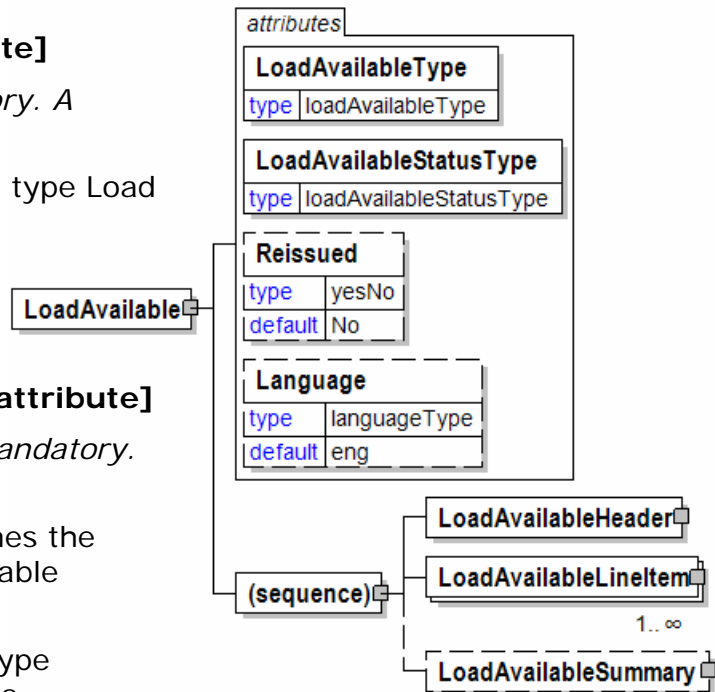 te]
ory. A
type Load
attribute]
andatory.
nes the
able
ype
attributes
LoadAvailableType
type loadAvailableType
LoadAvailableStatusType
type loadAvailableStatusType
Reissued
type yesNo
default No
Language
type languageType
default eng
LoadAvailable
(sequence)
LoadAvailableHeader
LoadAvailableLineItem
1.. ∞
LoadAvailableSummary